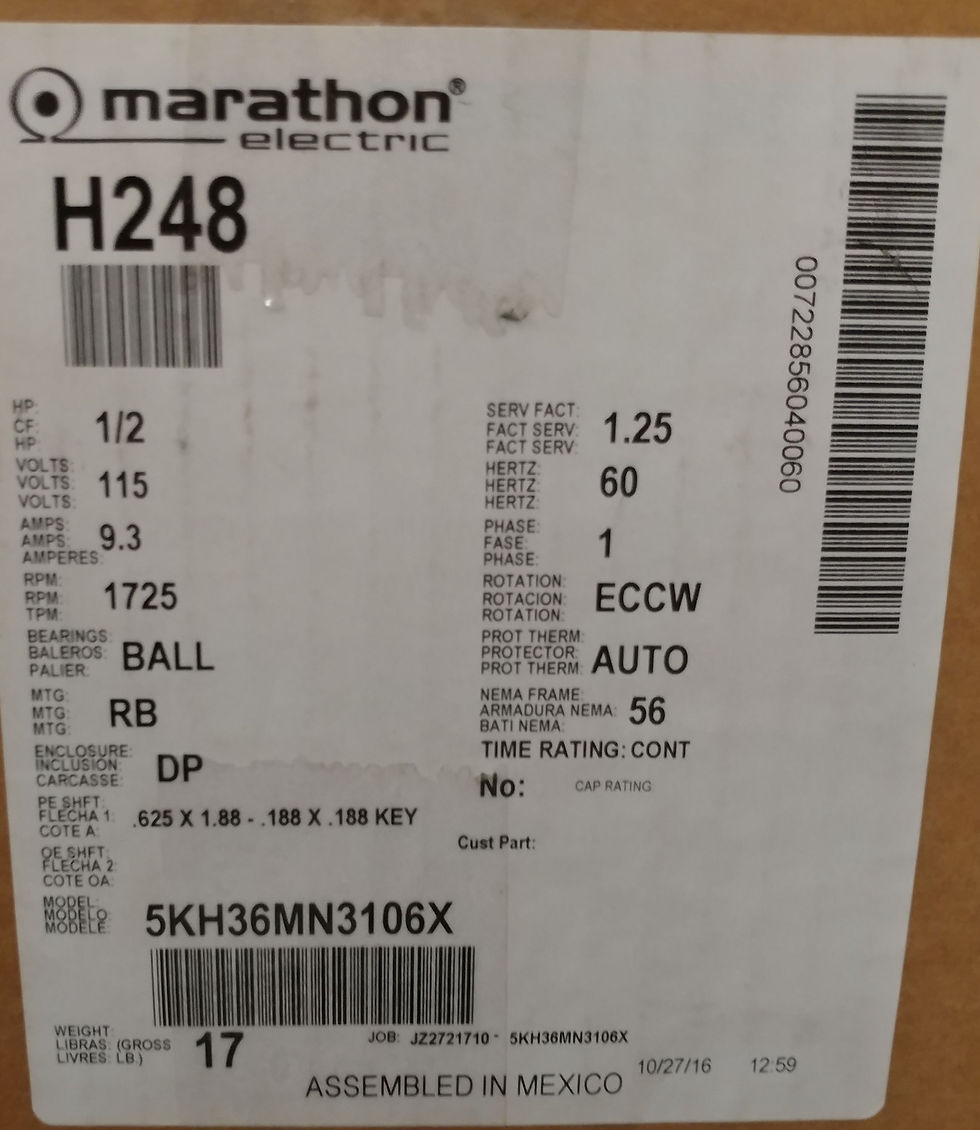 marathon®
electric
H248
HP:
CF: 1/2
HP:
VOLTS:
VOLTS: 115
VOLTS:
AMPS:
AMPS: 9.3
AMPERES:
RPM:
RPM: 1725
TPM:
BEARINGS:
BALEROS: BALL
PALIER:
MTG:
MTG: RB
MTG:
ENCLOSURE:
INCLUSION: DP
CARCASSE:
PE SHFT:
FLECHA 1: .625 X 1.88 - .188 X .188 KEY
COTE A:
OE SHFT:
FLECHA 2:
COTE OA:
MODEL:
MODELO: 5KH36MN3106X
MODÈLE:
WEIGHT:
LIBRAS: (GROSS 17
LIVRES: LB.)
SERV FACT:
FACT SERV: 1.25
FACT SERV:
HERTZ:
HERTZ: 60
HERTZ:
PHASE:
FASE: 1
PHASE:
ROTATION:
ROTACION: ECCW
ROTATION:
PROT THERM:
PROTECTOR: AUTO
PROT THERM:
NEMA FRAME:
ARMADURA NEMA: 56
BATI NEMA:
TIME RATING: CONT
No: CAP RATING
Cust Part:
JOB: JZ2721710 - 5KH36MN3106X
10/27/16 12:59
ASSEMBLED IN MEXICO
00722856040060